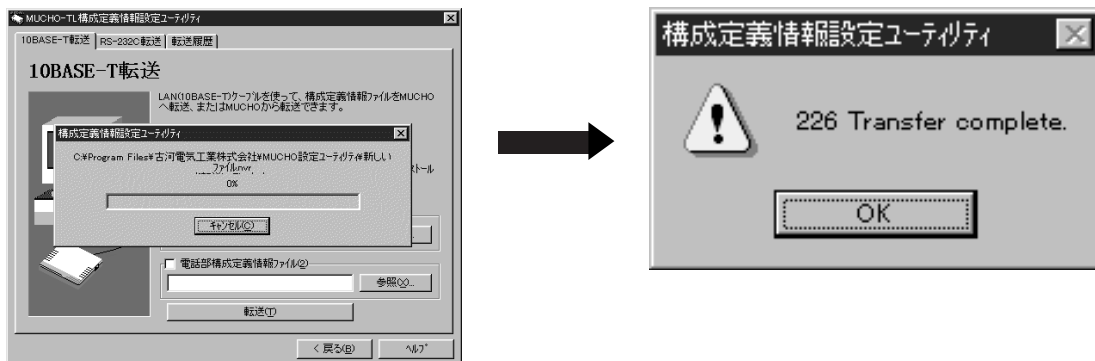 MUCHO-TL構成定義情報設定ユーティリティ
10BASE-T転送 RS-232C転送 転送履歴
10BASE-T転送
LAN(10BASE-T)ケーブルを使って、構成定義情報ファイルをMUCHO
へ転送、またはMUCHOから転送できます。
構成定義情報設定ユーティリティ
C:¥Program Files¥古河電気工業株式会社¥MUCHO設定ユーティリティ¥新しい
ファイル.nvr
ストール
0%
キャンセル(C)
電話部構成定義情報ファイル(2)
参照(X)...
転送(T)
< 戻る(B) ヘルプ
構成定義情報設定ユーティリティ
226 Transfer complete.
OK